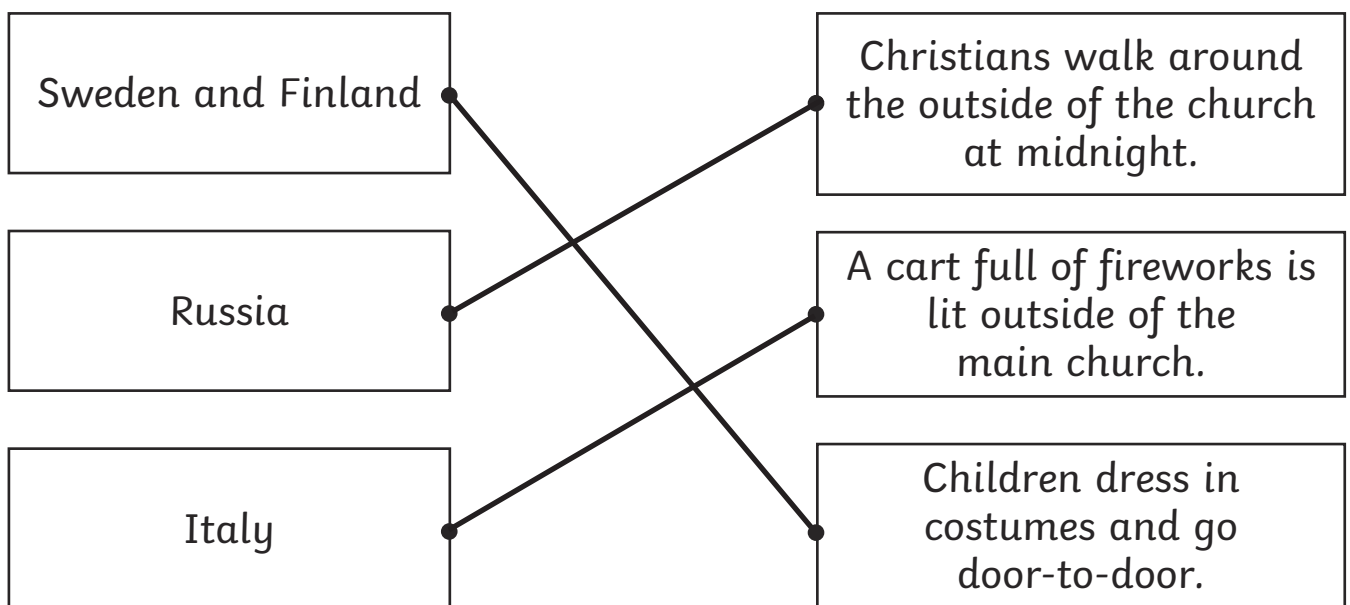 Sweden and Finland
Russia
Italy
Christians walk around
the outside of the church
at midnight.
A cart full of fireworks is
lit outside of the
main church.
Children dress in
costumes and go
door-to-door.